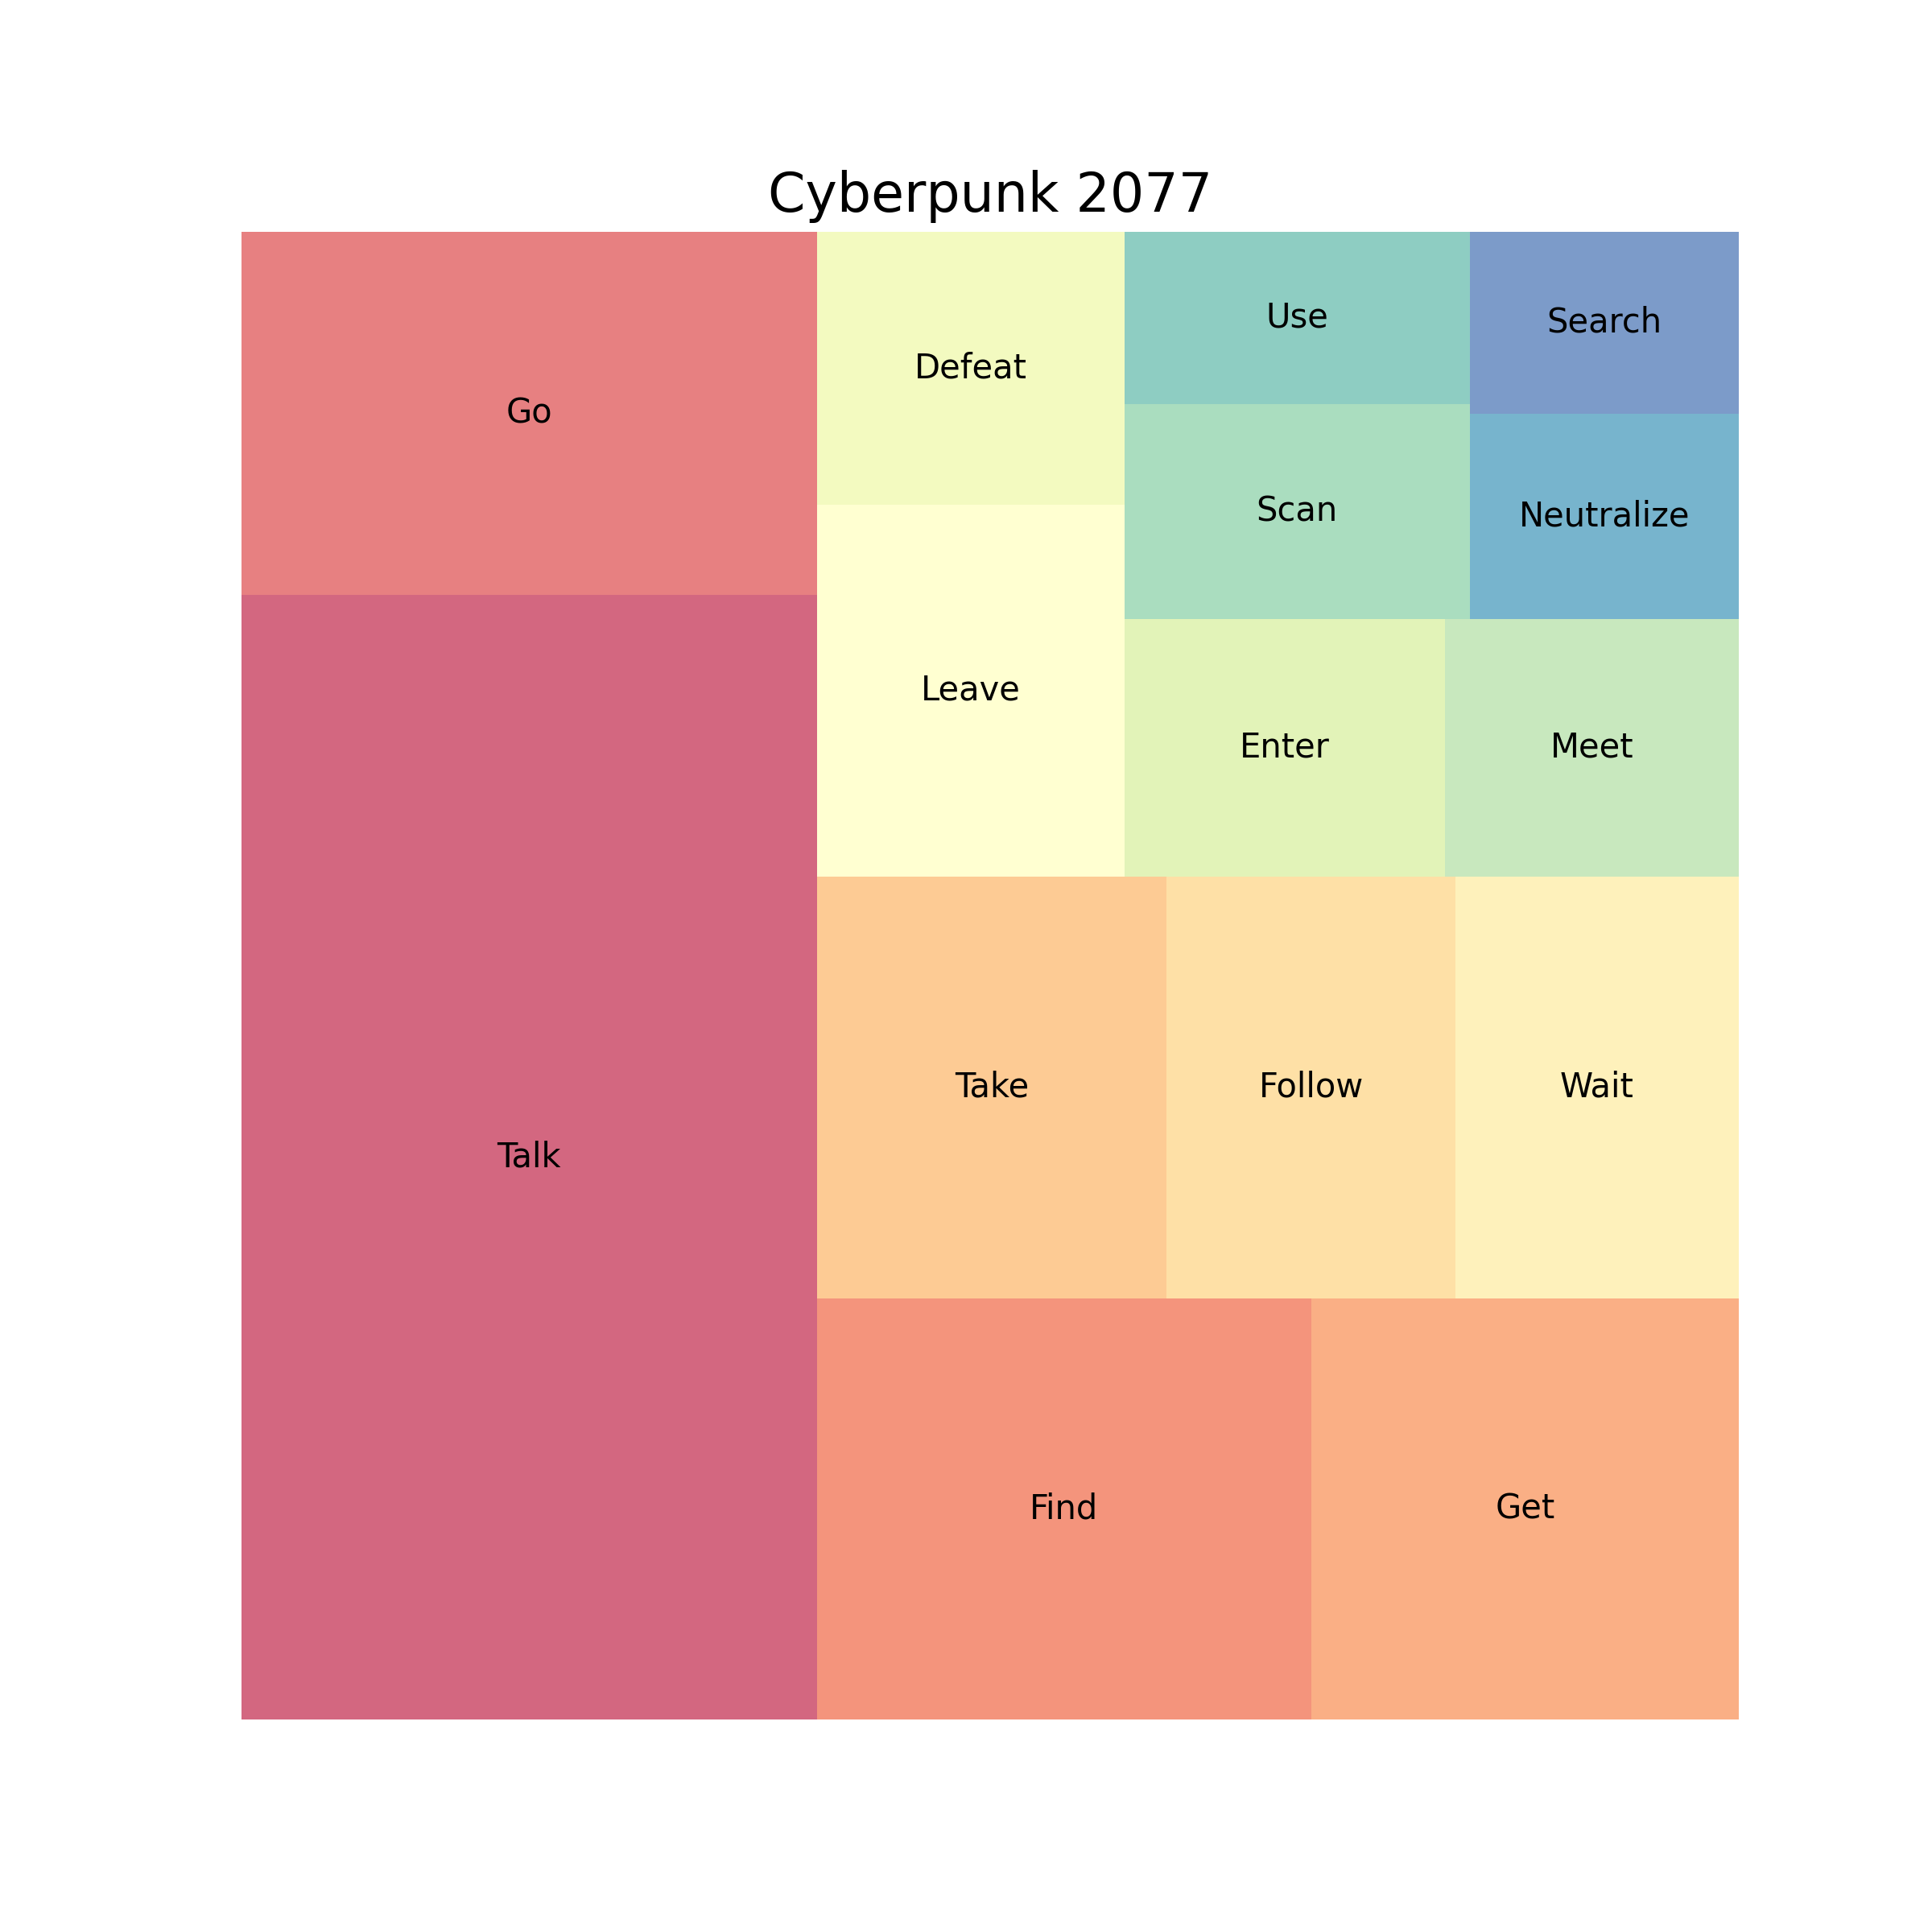 Cyberpunk 2077
Go
Talk
Defeat
Leave
Use
Search
Scan
Neutralize
Enter
Meet
Take
Follow
Wait
Find
Get